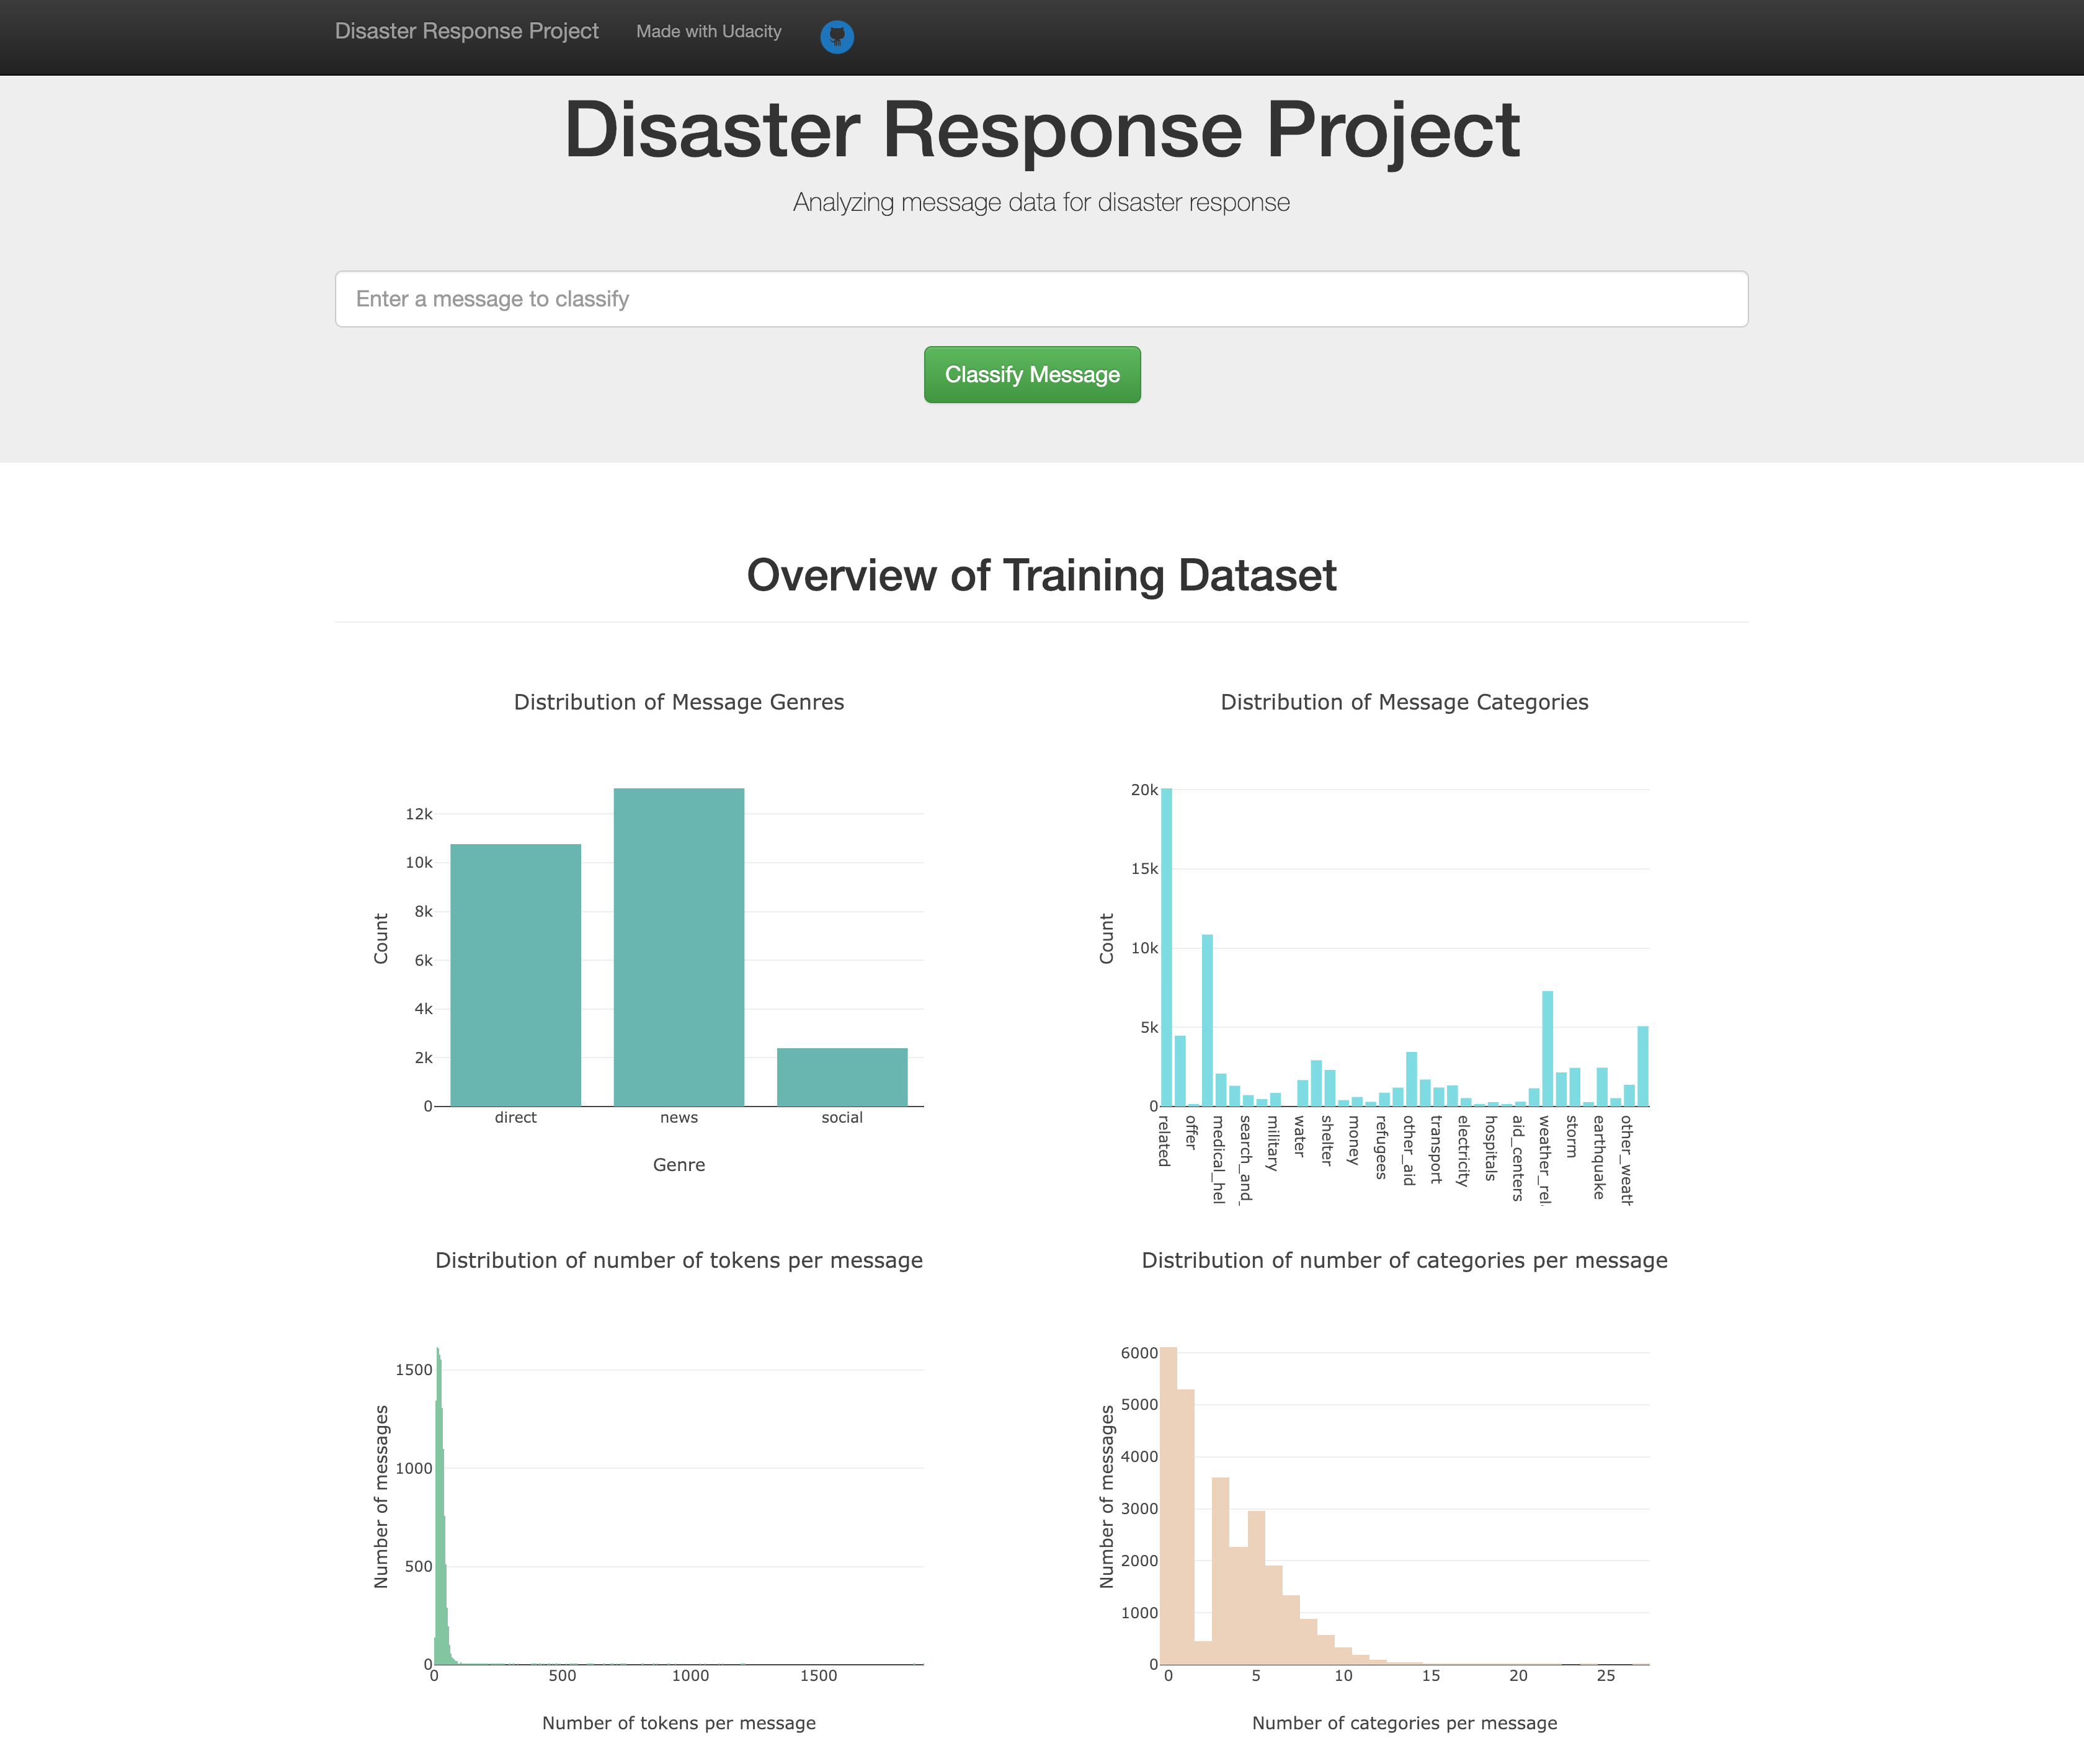 Disaster Response Project Made with Udacity
Disaster Response Project
Analyzing message data for disaster response
Enter a message to classify
Classify Message
Overview of Training Dataset
Distribution of Message Genres
12k
10k
8k
6k
4k
2k
0
Count
direct news social
Genre
Distribution of Message Categories
20k
15k
10k
5k
0
Count
related
offer
medical_hel
search_and_
military
water
shelter
money
refugees
other_aid
transport
electricity
hospitals
aid_centers
weather_rel
storm
earthquake
other_weath
Distribution of number of tokens per message
1500
1000
500
0
Number of messages
0 500 1000 1500
Number of tokens per message
Distribution of number of categories per message
6000
5000
4000
3000
2000
1000
0
Number of messages
0 5 10 15 20 25
Number of categories per message